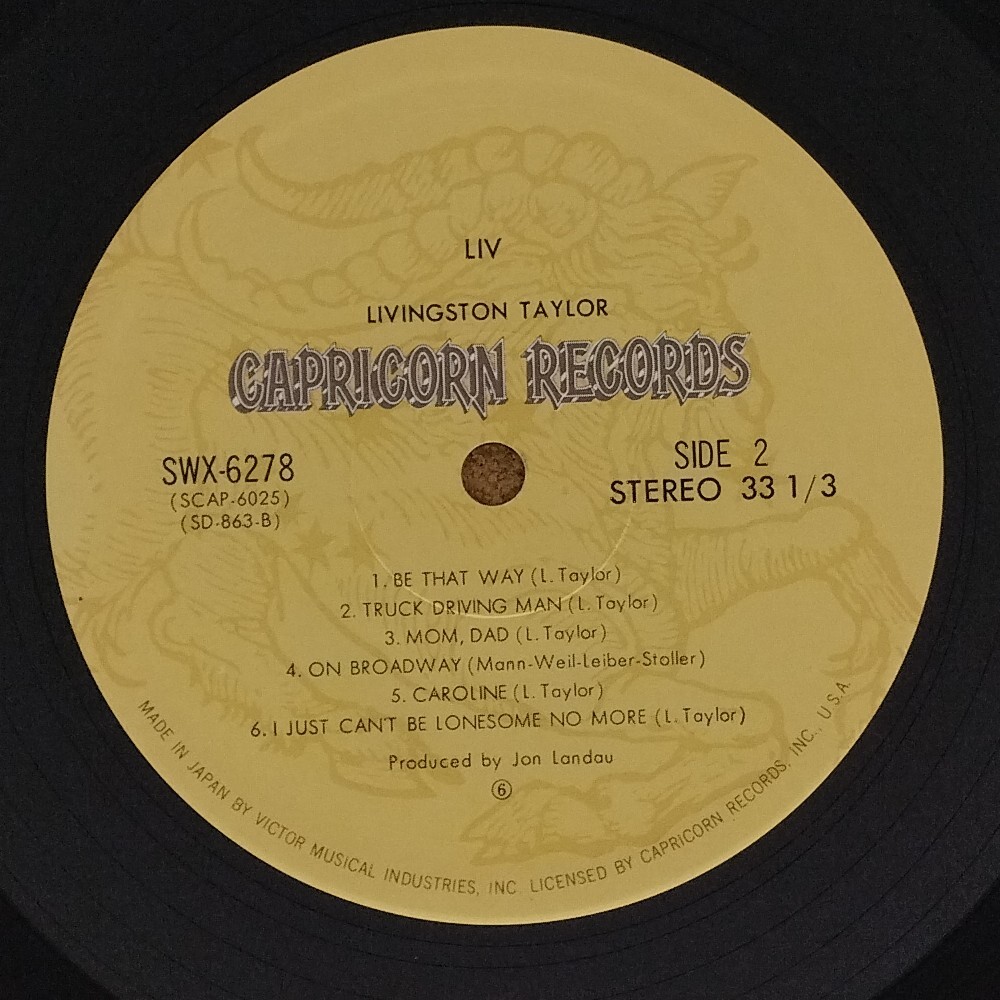 LIV
LIVINGSTON TAYLOR
CAPRICORN RECORDS
SWX-6278
(SCAP-6025)
(SD-863-B)
SIDE 2
STEREO 33 1/3
1. BE THAT WAY (L. Taylor)
2. TRUCK DRIVING MAN (L. Taylor)
3. MOM, DAD (L. Taylor)
4. ON BROADWAY (Mann-Weil-Leiber-Stoller)
5. CAROLINE (L. Taylor)
6. I JUST CAN'T BE LONESOME NO MORE (L. Taylor)
Produced by Jon Landau
⑥
MADE IN JAPAN BY VICTOR MUSICAL INDUSTRIES, INC. LICENSED BY CAPRICORN RECORDS, INC., U.S.A.